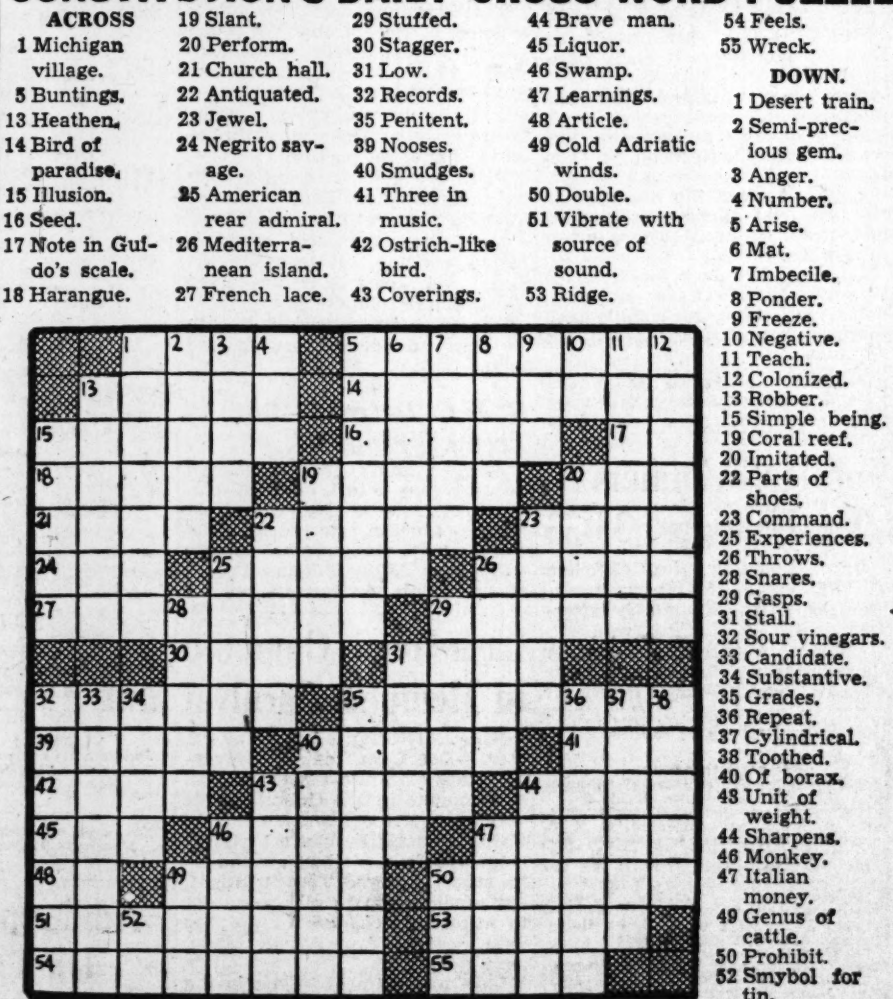 ACROSS
1 Michigan
village.
5 Buntings.
13 Heathen.
14 Bird of
paradise.
15 Illusion.
16 Seed.
17 Note in Gui-
do's scale.
18 Harangue.
19 Slant.
20 Perform.
21 Church hall.
22 Antiquated.
23 Jewel.
24 Negrito sav-
age.
25 American
rear admiral.
26 Mediterra-
nean island.
27 French lace.
29 Stuffed.
30 Stagger.
31 Low.
32 Records.
35 Penitent.
39 Nooses.
40 Smudges.
41 Three in
music.
42 Ostrich-like
bird.
43 Coverings.
44 Brave man.
45 Liquor.
46 Swamp.
47 Learnings.
48 Article.
49 Cold Adriatic
winds.
50 Double.
51 Vibrate with
source of
sound.
53 Ridge.
54 Feels.
55 Wreck.
DOWN.
1 Desert train.
2 Semi-prec-
ious gem.
3 Anger.
4 Number.
5 Arise.
6 Mat.
7 Imbecile.
8 Ponder.
9 Freeze.
10 Negative.
11 Teach.
12 Colonized.
13 Robber.
15 Simple being.
19 Coral reef.
20 Imitated.
22 Parts of
shoes.
23 Command.
25 Experiences.
26 Throws.
28 Snares.
29 Gasps.
31 Stall.
32 Sour vinegars.
33 Candidate.
34 Substantive.
35 Grades.
36 Repeat.
37 Cylindrical.
38 Toothed.
40 Of borax.
43 Unit of
weight.
44 Sharpens.
46 Monkey.
47 Italian
money.
49 Genus of
cattle.
50 Prohibit.
52 Smybol for
tin.
1 2 3 4 5 6 7 8 9 10 11 12
13 14
15 16 17
18 19 20
21 22 23
24 25 26
27 28 29
30 31
32 33 34 35 36 37 38
39 40 41
42 43 44
45 46 47
48 49 50
51 52 53
54 55